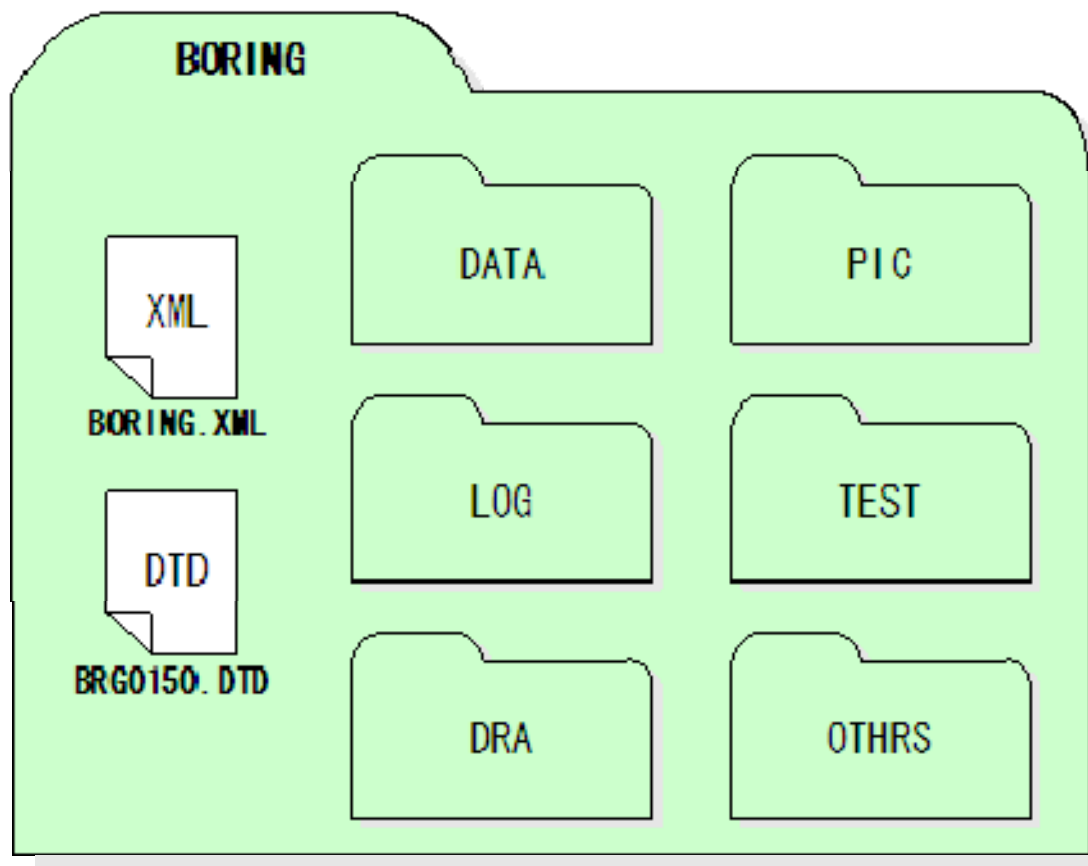 BORING
DATA
PIC
XML
BORING.XML
LOG
TEST
DTD
BRG0150.DTD
DRA
OTHRS